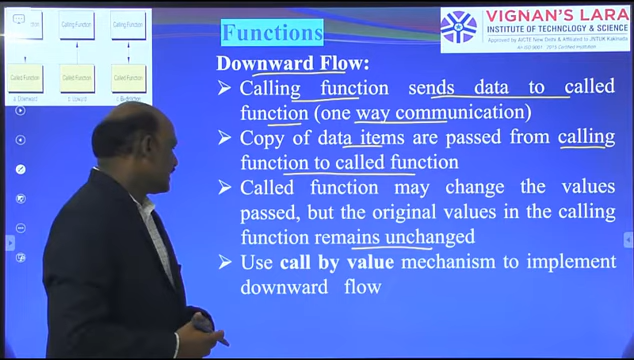 Functions
VIGNAN'S LARA
INSTITUTE OF TECHNOLOGY & SCIENCE
Approved by AICTE New Delhi & Affiliated to JNTUK Kakinada
Calling Function
Calling Function
Called Function
Called Function
Called Function
a. Downward
Downward Flow:
➢ Calling function sends data to called
function (one way communication)
➢ Copy of data items are passed from calling
function to called function
➢ Called function may change the values
passed, but the original values in the calling
function remains unchanged
➢ Use call by value mechanism to implement
downward flow